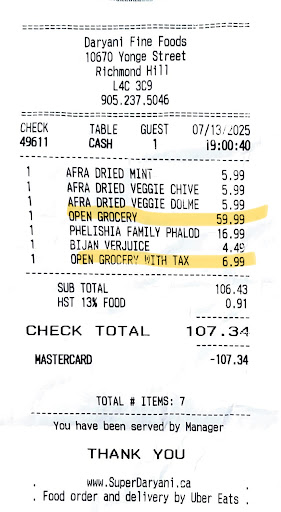 Daryani Fine Foods
10670 Yonge Street
Richmond Hill
L4C 3C9
905.237.5046
CHECK TABLE GUEST 07/13/2025
49611 CASH 1 19:00:40
1 AFRA DRIED MINT 5.99
1 AFRA DRIED VEGGIE CHIVE 5.99
1 AFRA DRIED VEGGIE DOLME 5.99
1 OPEN GROCERY 59.99
1 PHELISHIA FAMILY PHALOD 16.99
1 BIJAN VERJUICE 4.49
1 OPEN GROCERY WITH TAX 6.99
SUB TOTAL 106.43
HST 13% FOOD 0.91
CHECK TOTAL 107.34
MASTERCARD -107.34
TOTAL # ITEMS: 7
You have been served by Manager
THANK YOU
www.SuperDaryani.ca
. Food order and delivery by Uber Eats .